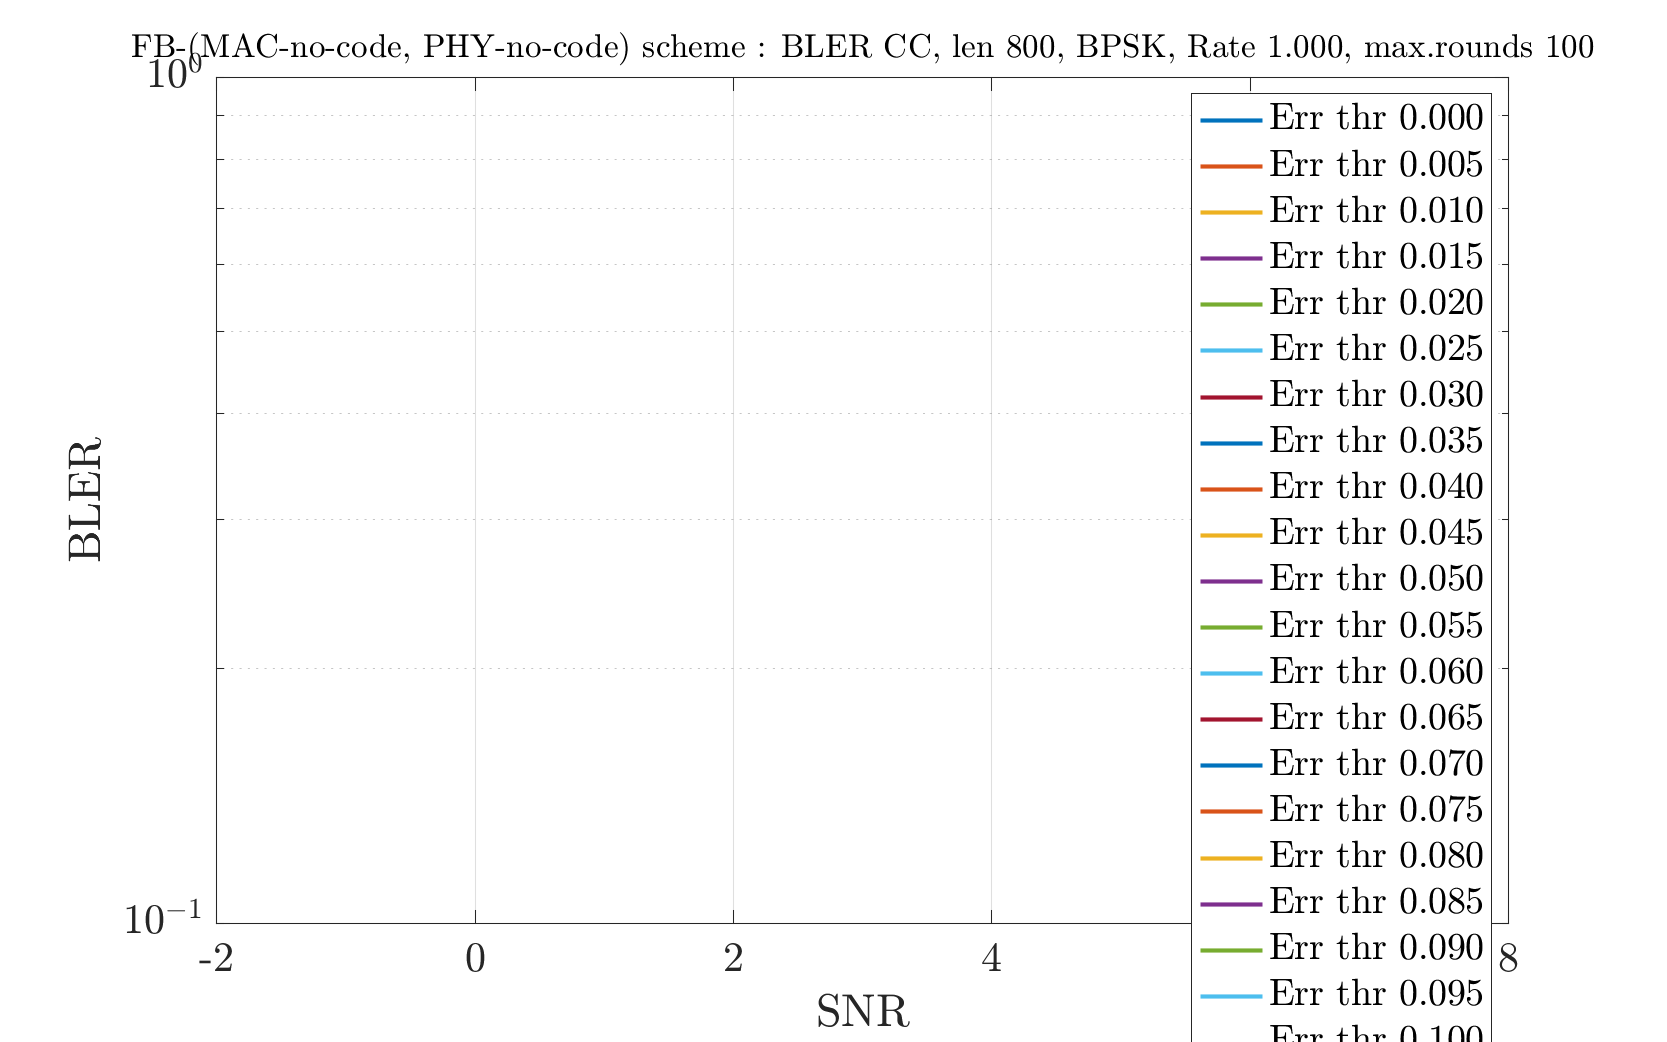 FB-(MAC-no-code, PHY-no-code) scheme : BLER CC, len 800, BPSK, Rate 1.000, max.rounds 100
10^0
Err thr 0.000
Err thr 0.005
Err thr 0.010
Err thr 0.015
Err thr 0.020
Err thr 0.025
Err thr 0.030
Err thr 0.035
Err thr 0.040
Err thr 0.045
Err thr 0.050
Err thr 0.055
Err thr 0.060
Err thr 0.065
Err thr 0.070
Err thr 0.075
Err thr 0.080
Err thr 0.085
Err thr 0.090
Err thr 0.095
Err thr 0.100
BLER
10^-1
-2 0 2 4 8
SNR